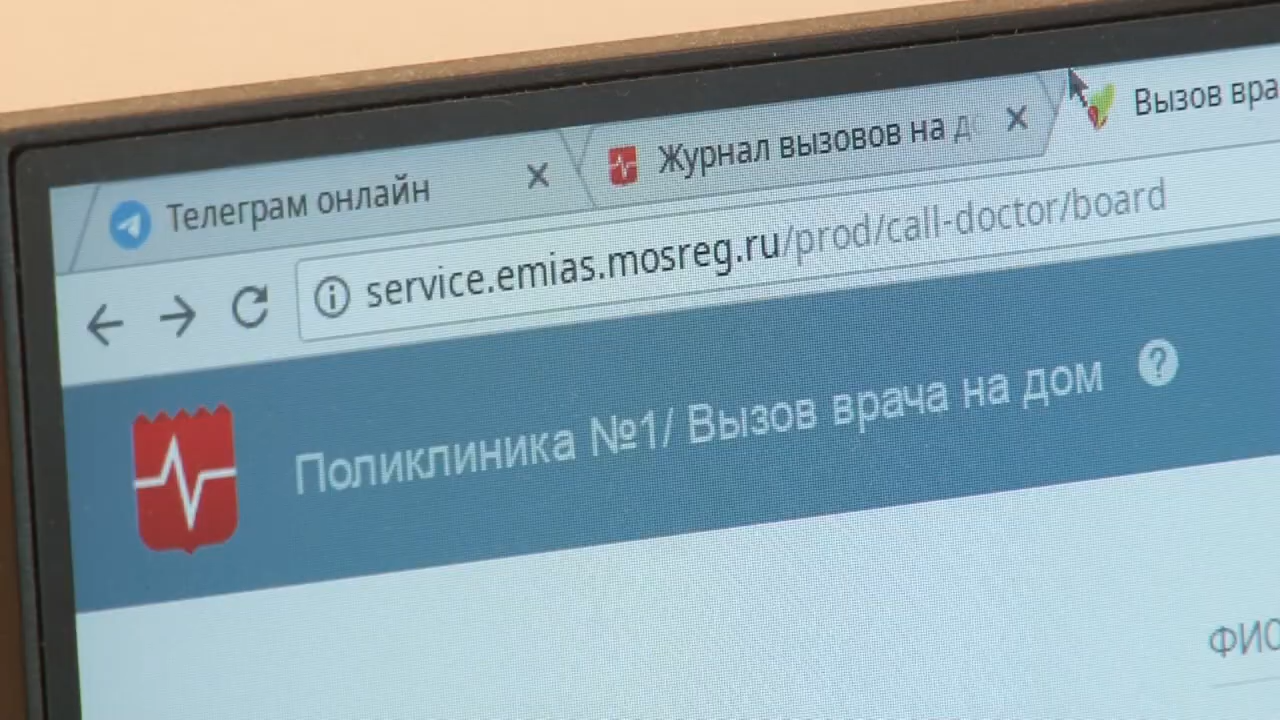 Телеграм онлайн
Журнал вызовов на
Вызов
service.emias.mosreg.ru/prod/call-doctor/board
Поликлиника №1/ Вызов врача на дом ?
ФИО